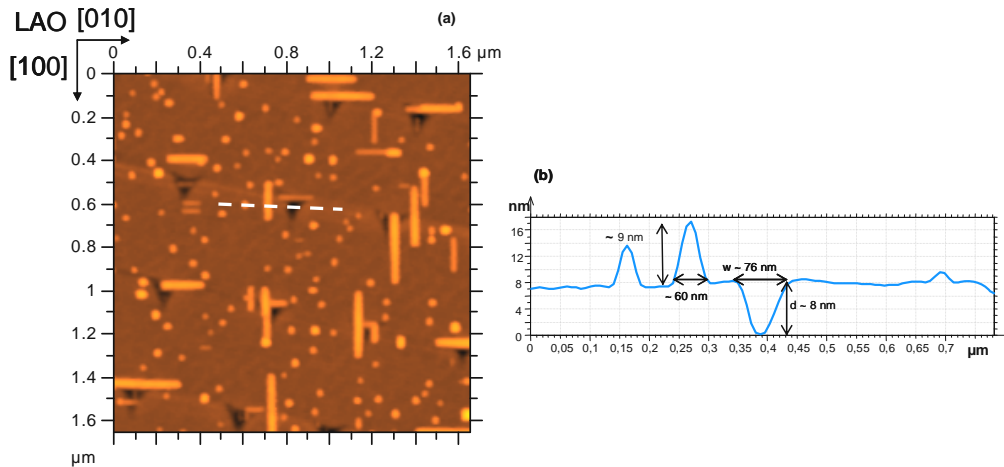 LAO [010]
(a)
[100]
0 0.4 0.8 1.2 1.6 µm
0
0.2
0.4
0.6
0.8
1
1.2
1.4
1.6
µm
(b)
nm
16
12
8
4
0
~ 9 nm
w ~ 76 nm
~ 60 nm
d ~ 8 nm
0 0,05 0,1 0,15 0,2 0,25 0,3 0,35 0,4 0,45 0,5 0,55 0,6 0,65 0,7 µm